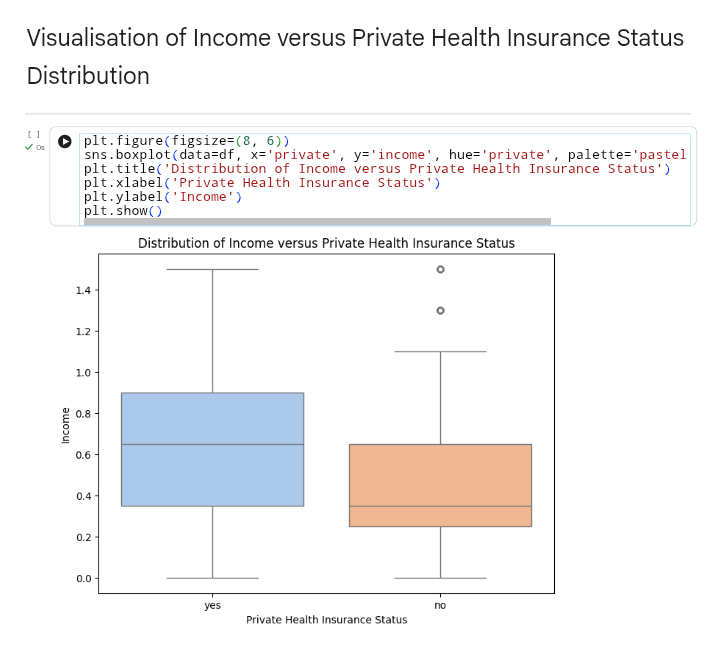 Visualisation of Income versus Private Health Insurance Status
Distribution
[ ]
0s
plt.figure(figsize=(8, 6))
sns.boxplot(data=df, x='private', y='income', hue='private', palette='pastel
plt.title('Distribution of Income versus Private Health Insurance Status')
plt.xlabel('Private Health Insurance Status')
plt.ylabel('Income')
plt.show()
Distribution of Income versus Private Health Insurance Status
1.4
1.2
1.0
0.8
0.6
0.4
0.2
0.0
Income
yes
no
Private Health Insurance Status